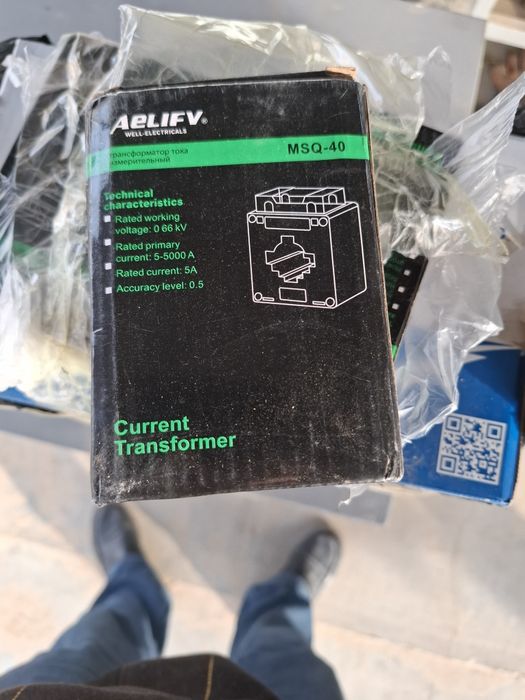 AELIFV®
WELL-ELECTRICALS
трансформатор тока
измерительный
MSQ-40
Technical
characteristics
Rated working
voltage: 0 66 kV
Rated primary
current: 5-5000 A
Rated current: 5A
Accuracy level: 0.5
Current
Transformer